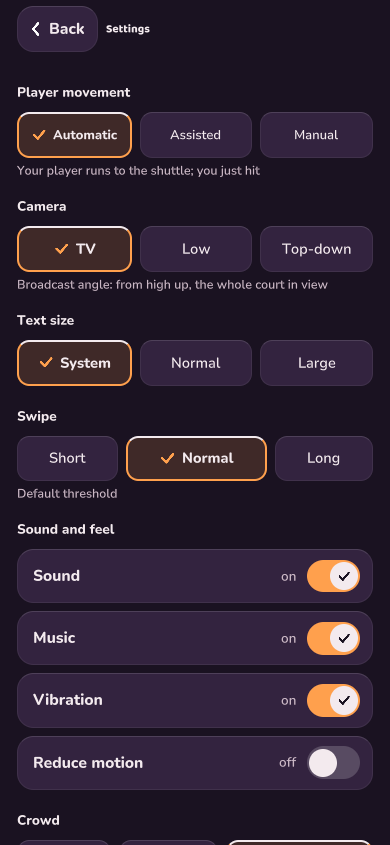 Back Settings
Player movement
Automatic Assisted Manual
Your player runs to the shuttle; you just hit
Camera
TV Low Top-down
Broadcast angle: from high up, the whole court in view
Text size
System Normal Large
Swipe
Short Normal Long
Default threshold
Sound and feel
Sound on
Music on
Vibration on
Reduce motion off
Crowd